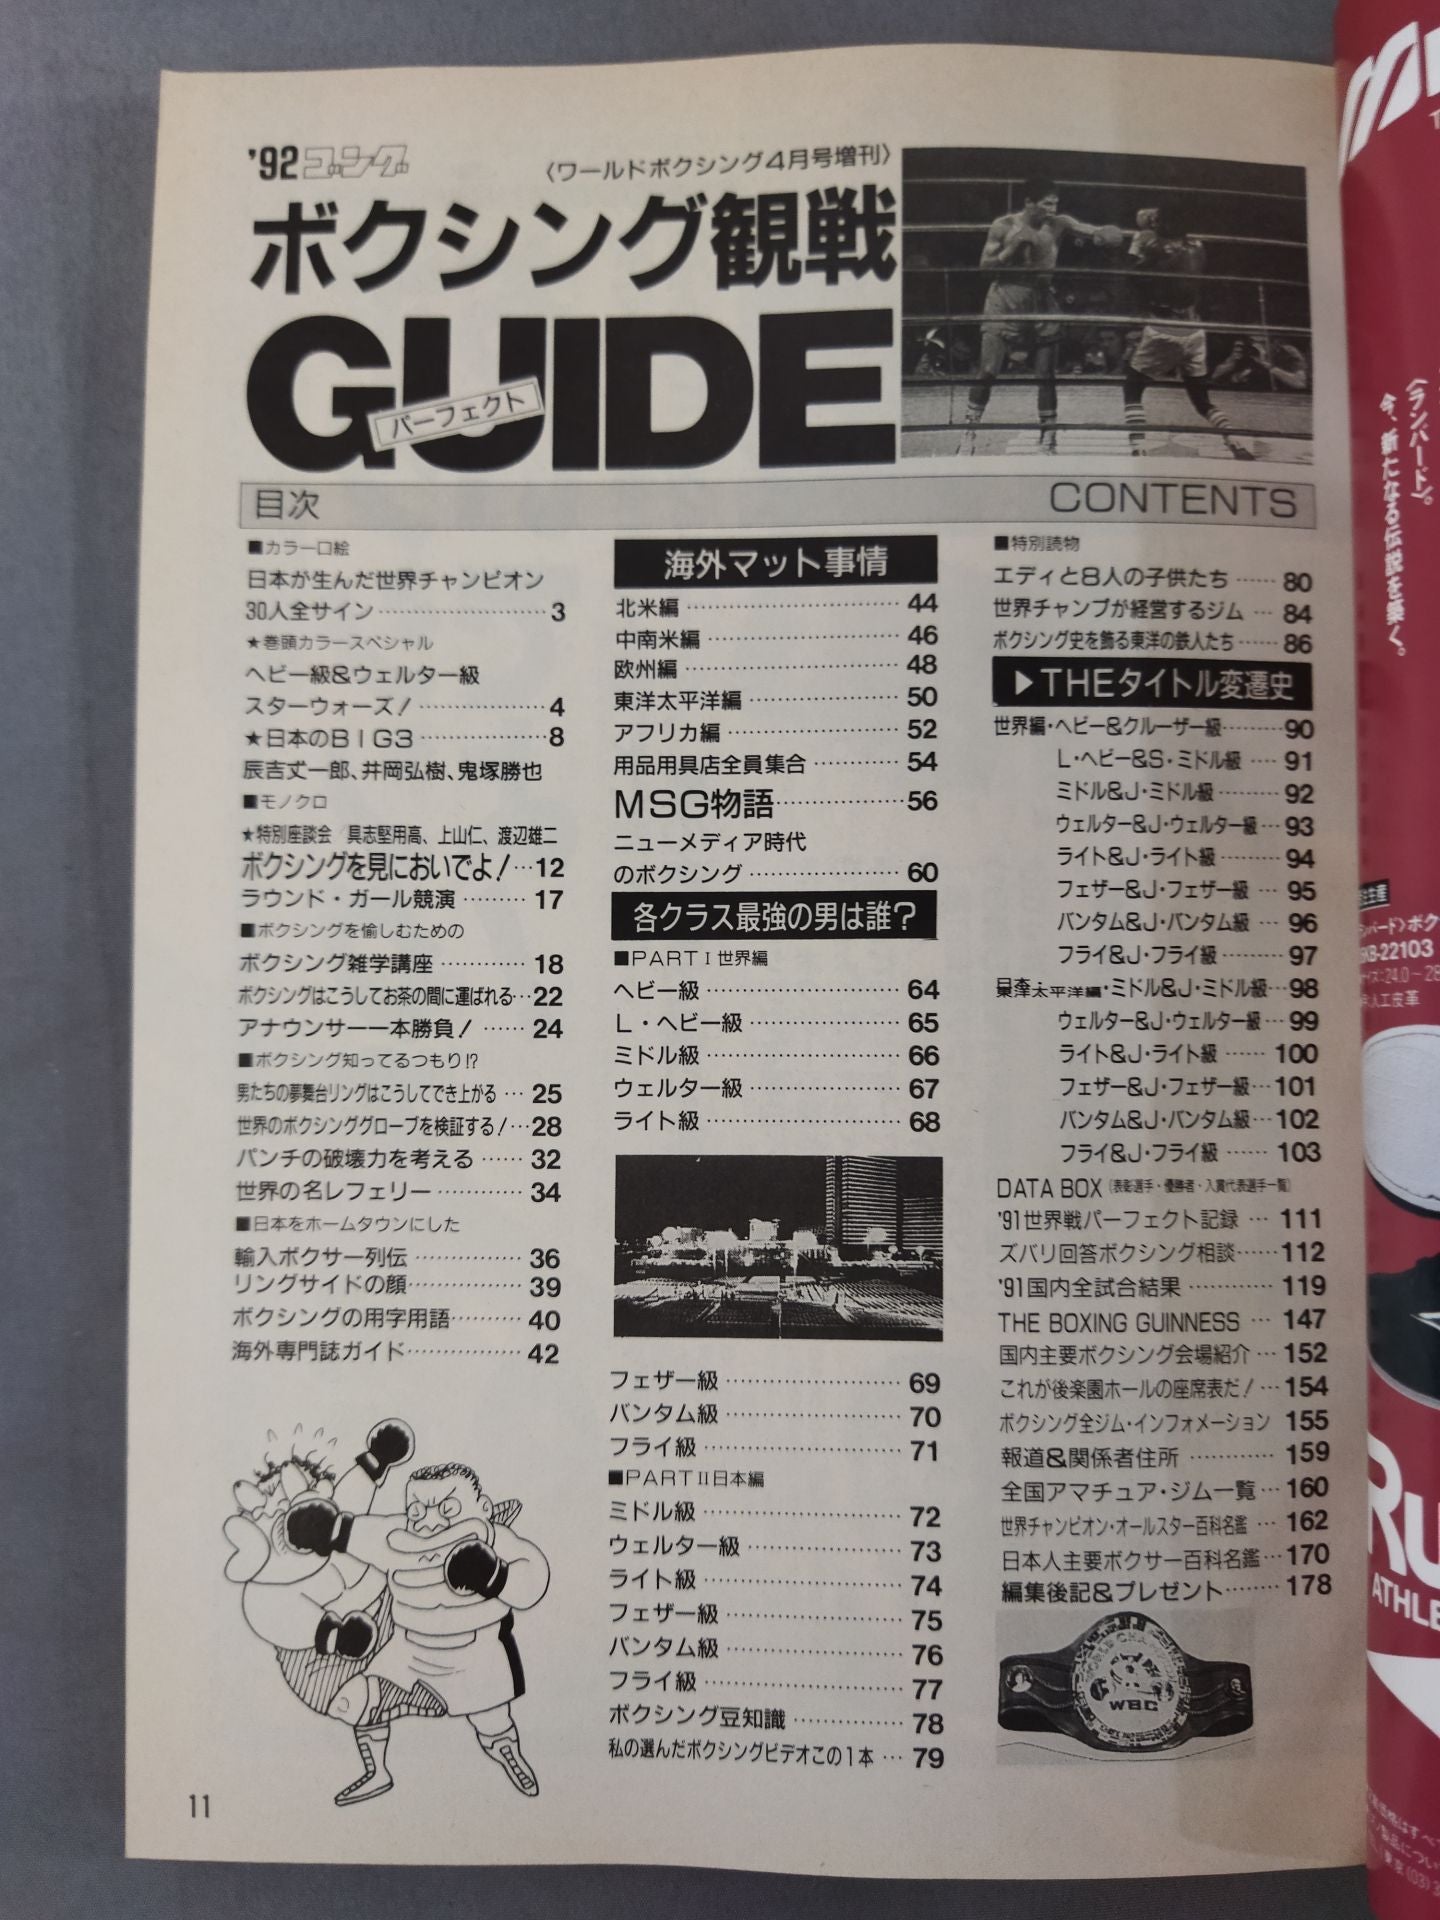 '92 ゴング
〈ワールドボクシング4月号増刊〉
ボクシング観戦
GUIDE
パーフェクト
目次
CONTENTS
■カラー口絵
日本が生んだ世界チャンピオン
30人全サイン……………………3
★巻頭カラースペシャル
ヘビー級&ウェルター級
スターウォーズ!………………4
★日本のBIG3………………8
辰吉丈一郎、井岡弘樹、鬼塚勝也
■モノクロ
★特別座談会/具志堅用高、上山仁、渡辺雄二
ボクシングを見においでよ!…12
ラウンド・ガール競演………17
■ボクシングを愉しむための
ボクシング雑学講座…………18
ボクシングはこうしてお茶の間に運ばれる…22
アナウンサー一本勝負!……24
■ボクシング知ってるつもり!?
男たちの夢舞台リングはこうしてでき上がる…25
世界のボクシンググローブを検証する!…28
パンチの破壊力を考える……32
世界の名レフェリー…………34
■日本をホームタウンにした
輸入ボクサー列伝……………36
リングサイドの顔……………39
ボクシングの用字用語………40
海外専門誌ガイド……………42
11
海外マット事情
北米編…………………………44
中南米編………………………46
欧州編…………………………48
東洋太平洋編…………………50
アフリカ編……………………52
用品用具店全員集合…………54
MSG物語………………56
ニューメディア時代
のボクシング…………………60
各クラス最強の男は誰?
■PARTⅠ世界編
ヘビー級………………………64
L・ヘビー級…………………65
ミドル級………………………66
ウェルター級…………………67
ライト級………………………68
フェザー級……………………69
バンタム級……………………70
フライ級………………………71
■PARTⅡ日本編
ミドル級………………………72
ウェルター級…………………73
ライト級………………………74
フェザー級……………………75
バンタム級……………………76
フライ級………………………77
ボクシング豆知識……………78
私の選んだボクシングビデオこの1本…79
■特別読物
エディと8人の子供たち……80
世界チャンプが経営するジム…84
ボクシング史を飾る東洋の鉄人たち……86
▶THEタイトル変遷史
世界編・ヘビー&クルーザー級………90
L・ヘビー&S・ミドル級…91
ミドル&J・ミドル級………92
ウェルター&J・ウェルター級…93
ライト&J・ライト級………94
フェザー&J・フェザー級…95
バンタム&J・バンタム級…96
フライ&J・フライ級………97
東洋太平洋編・ミドル&J・ミドル級…98
ウェルター&J・ウェルター級…99
ライト&J・ライト級……100
フェザー&J・フェザー級…101
バンタム&J・バンタム級…102
フライ&J・フライ級……103
DATA BOX(表彰選手・優勝者・入賞代表選手一覧)
'91世界戦パーフェクト記録…111
ズバリ回答ボクシング相談……112
'91国内全試合結果…………119
THE BOXING GUINNESS…147
国内主要ボクシング会場紹介…152
これが後楽園ホールの座席表だ!…154
ボクシング全ジム・インフォメーション 155
報道&関係者住所…………159
全国アマチュア・ジム一覧…160
世界チャンピオン・オールスター百科名鑑…162
日本人主要ボクサー百科名鑑…170
編集後記&プレゼント………178
WORLD CHAMPION
WBC
〈ランバード〉。
今、新たなる伝説を築く。
ンバード〉ボク
22103
サイズ:24.0~28
人工皮革
RU
ATHLE